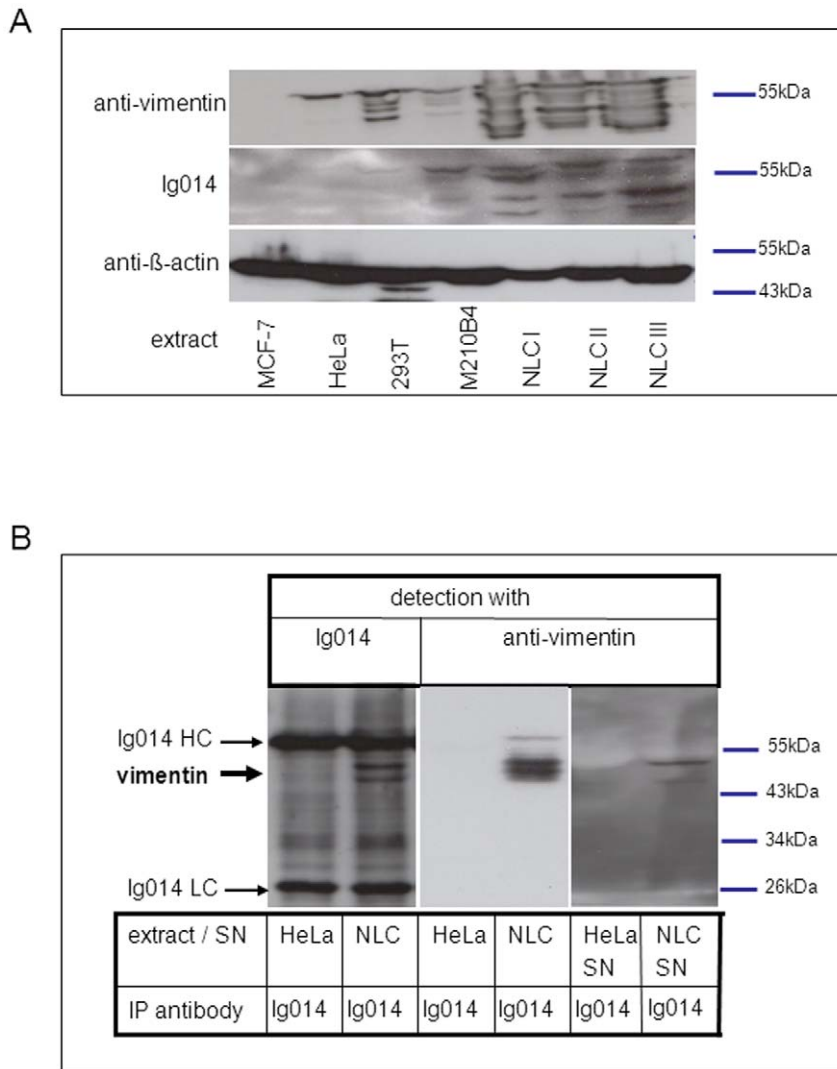 A
anti-vimentin
55kDa
Ig014
55kDa
anti-ß-actin
55kDa
43kDa
extract
MCF-7
HeLa
293T
M210B4
NLC I
NLC II
NLC III
B
detection with
Ig014 anti-vimentin
Ig014 HC
55kDa
vimentin
43kDa
34kDa
Ig014 LC
26kDa
extract / SN HeLa NLC HeLa NLC HeLa SN NLC SN
IP antibody Ig014 Ig014 Ig014 Ig014 Ig014 Ig014